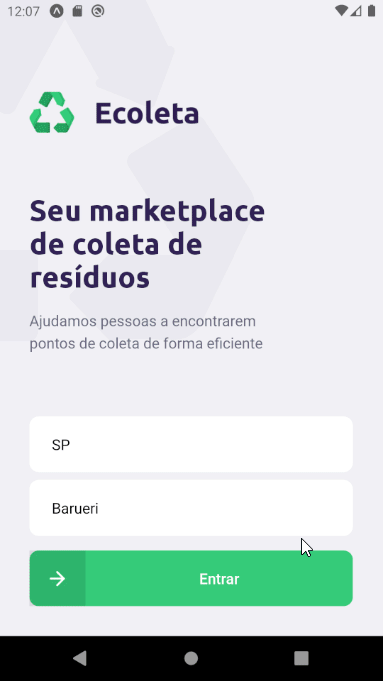 12:07
Ecoleta
Seu marketplace
de coleta de
resíduos
Ajudamos pessoas a encontrarem
pontos de coleta de forma eficiente
SP
Barueri
Entrar